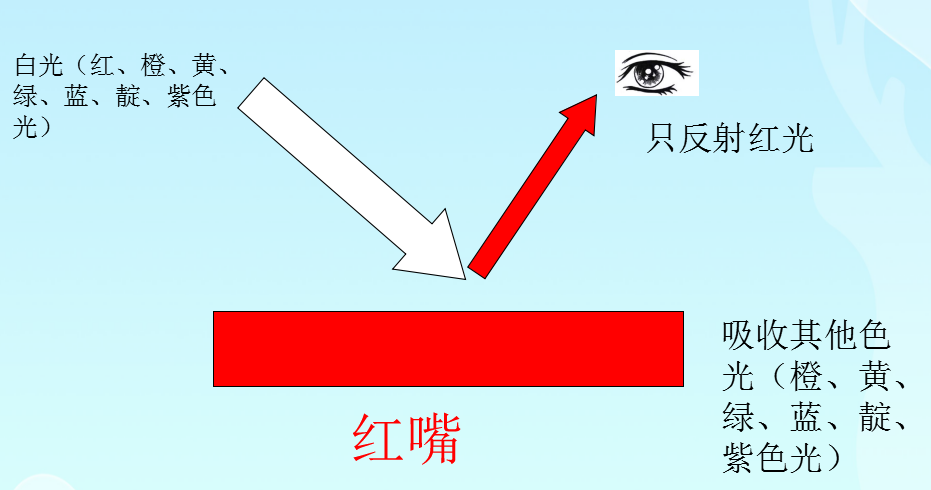 白光（红、橙、黄、
绿、蓝、靛、紫色
光）
只反射红光
吸收其他色
光（橙、黄、
绿、蓝、靛、
紫色光）
红嘴